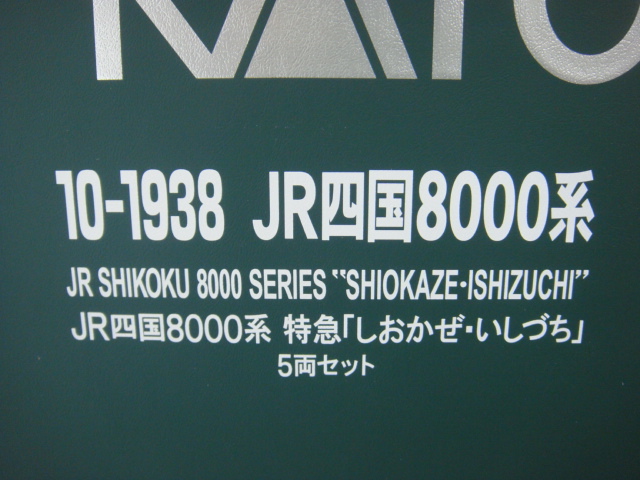 KATO
10-1938 JR四国8000系
JR SHIKOKU 8000 SERIES "SHIOKAZE・ISHIZUCHI"
JR四国8000系 特急「しおかぜ・いしづち」
5両セット